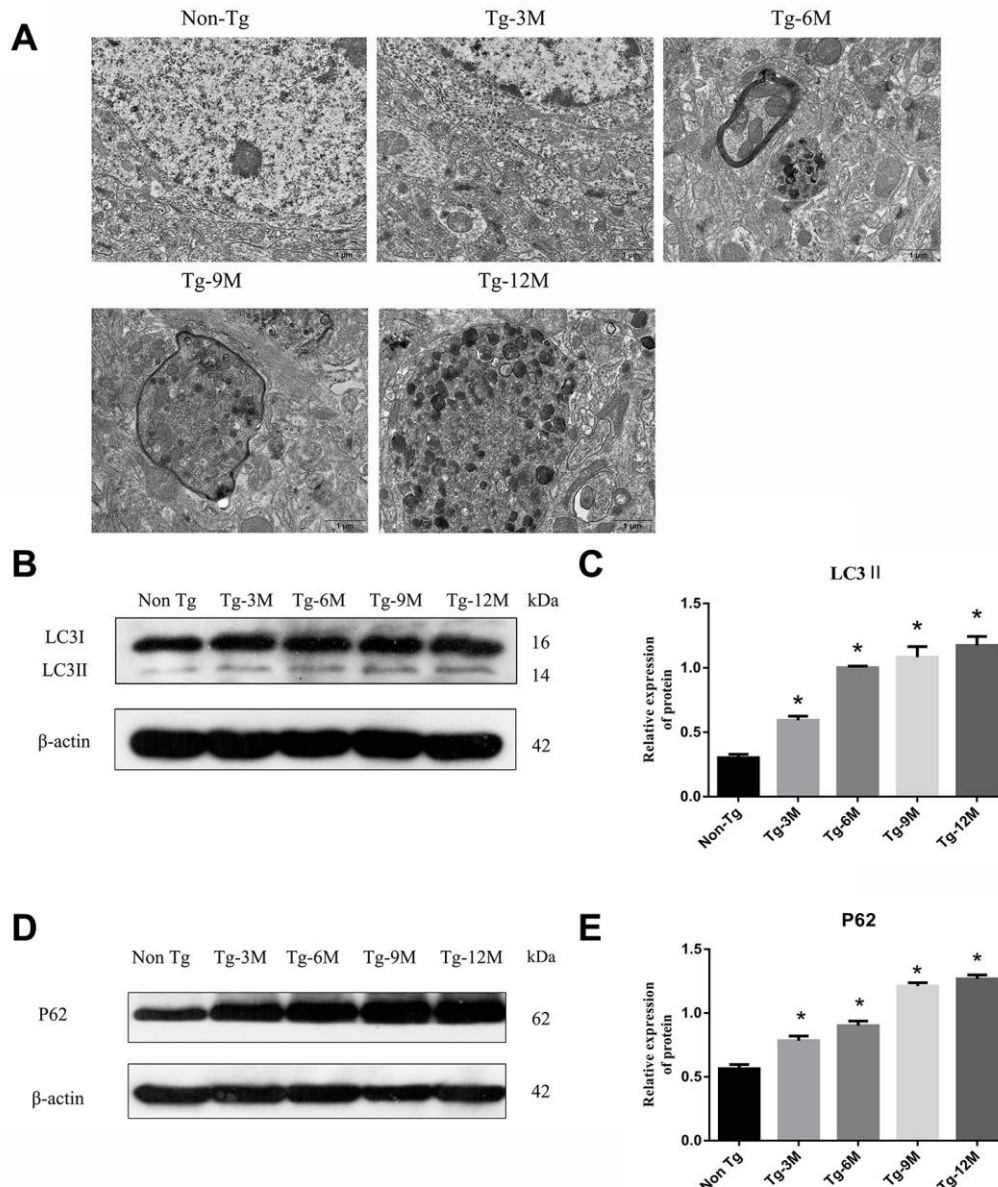 A
Non-Tg Tg-3M Tg-6M
1 μm 1 μm 1 μm
Tg-9M Tg-12M
1 μm 1 μm
B
Non Tg Tg-3M Tg-6M Tg-9M Tg-12M kDa
LC3I 16
LC3II 14
β-actin 42
C
LC3 II
Relative expression
of protein
1.5
1.0
0.5
0.0
* * * *
Non-Tg Tg-3M Tg-6M Tg-9M Tg-12M
D
Non Tg Tg-3M Tg-6M Tg-9M Tg-12M kDa
P62 62
β-actin 42
E
P62
Relative expression
of protein
1.5
1.0
0.5
0.0
* * * *
Non Tg Tg-3M Tg-6M Tg-9M Tg-12M